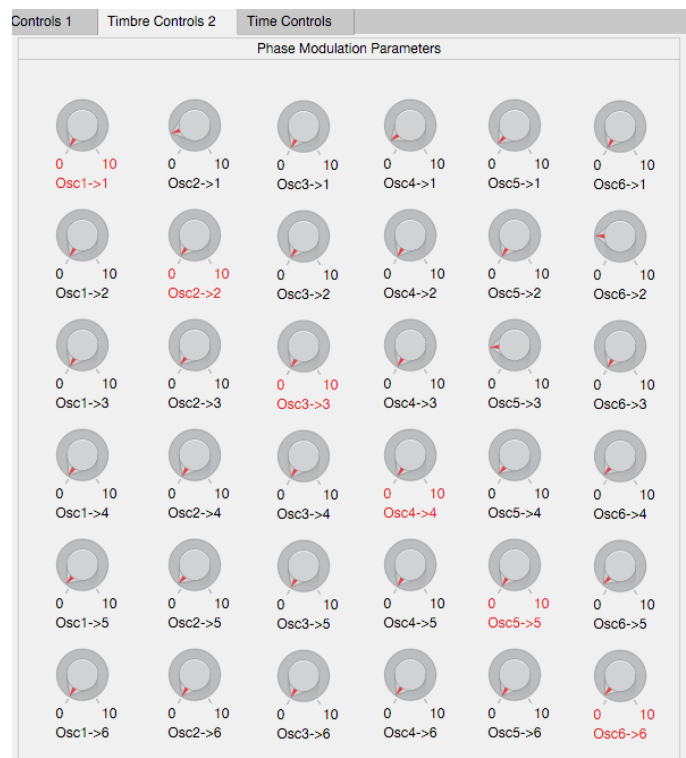 Controls 1 Timbre Controls 2 Time Controls
Phase Modulation Parameters
0 10 0 10 0 10 0 10 0 10 0 10
Osc1->1 Osc2->1 Osc3->1 Osc4->1 Osc5->1 Osc6->1
0 10 0 10 0 10 0 10 0 10 0 10
Osc1->2 Osc2->2 Osc3->2 Osc4->2 Osc5->2 Osc6->2
0 10 0 10 0 10 0 10 0 10 0 10
Osc1->3 Osc2->3 Osc3->3 Osc4->3 Osc5->3 Osc6->3
0 10 0 10 0 10 0 10 0 10 0 10
Osc1->4 Osc2->4 Osc3->4 Osc4->4 Osc5->4 Osc6->4
0 10 0 10 0 10 0 10 0 10 0 10
Osc1->5 Osc2->5 Osc3->5 Osc4->5 Osc5->5 Osc6->5
0 10 0 10 0 10 0 10 0 10 0 10
Osc1->6 Osc2->6 Osc3->6 Osc4->6 Osc5->6 Osc6->6